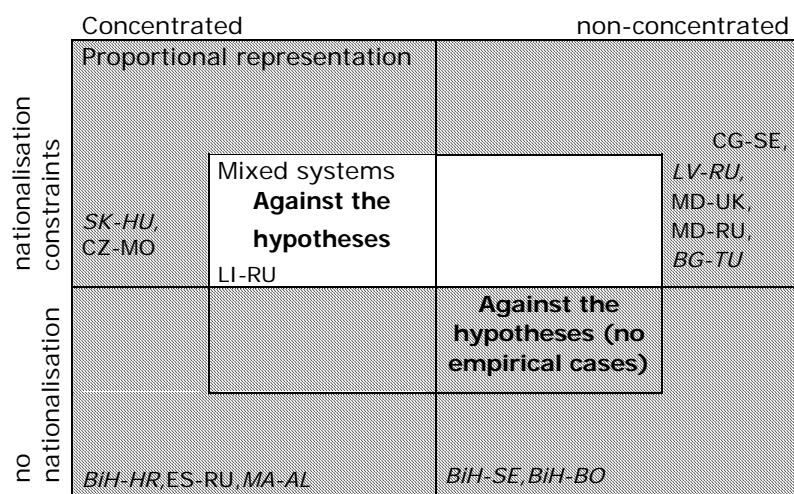 Concentrated
non-concentrated
nationalisation
constraints
Proportional representation
Mixed systems
Against the
hypotheses
SK-HU,
CZ-MO
LI-RU
CG-SE,
LV-RU,
MD-UK,
MD-RU,
BG-TU
no
nationalisation
Against the
hypotheses (no
empirical cases)
BiH-HR,ES-RU,MA-AL
BiH-SE,BiH-BO